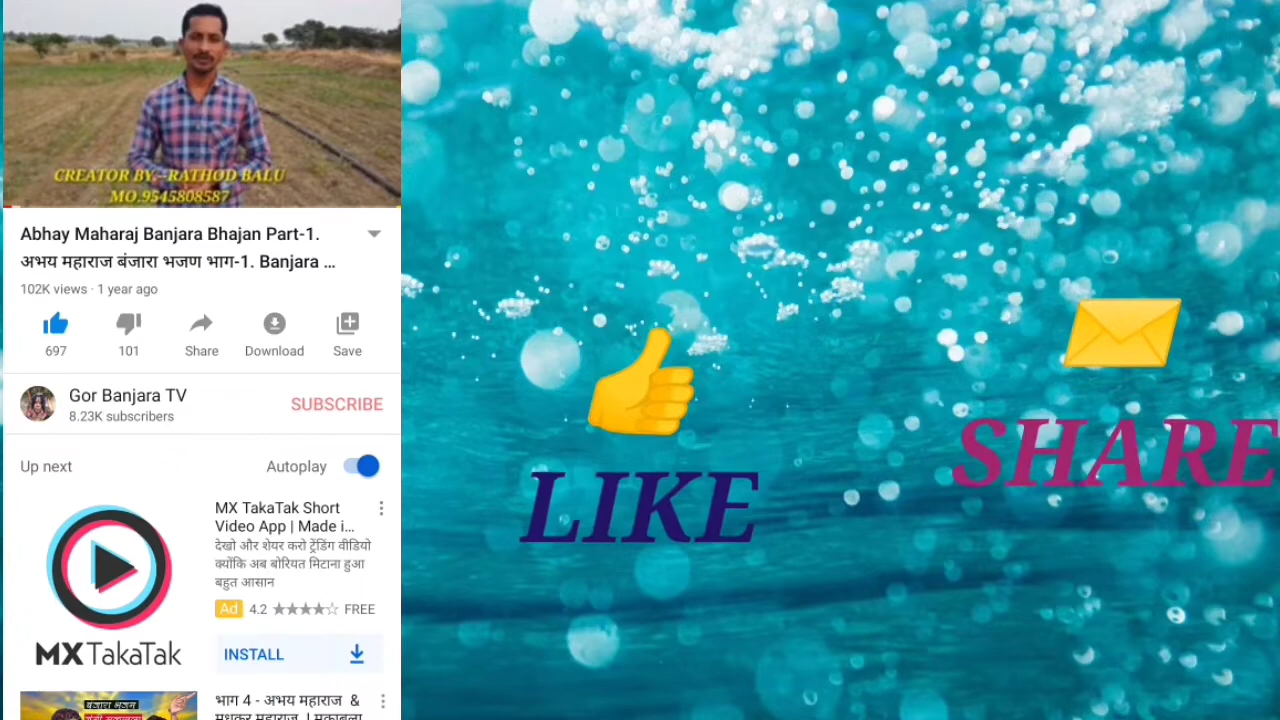 CREATOR BY:-RATHOD BALU
MO.9545808587
Abhay Maharaj Banjara Bhajan Part-1.
अभय महाराज बंजारा भजण भाग-1. Banjara ...
102K views · 1 year ago
697
101
Share
Download
Save
Gor Banjara TV
8.23K subscribers
SUBSCRIBE
Up next
Autoplay
MX TakaTak Short
Video App | Made i...
देखो और शेयर करो ट्रेंडिंग वीडियो
क्योंकि अब बोरियत मिटाना हुआ
बहुत आसान
Ad 4.2 FREE
MX TakaTak
INSTALL
बंजारा भजन
भाग 4 - अभय महाराज &
LIKE
SHARE